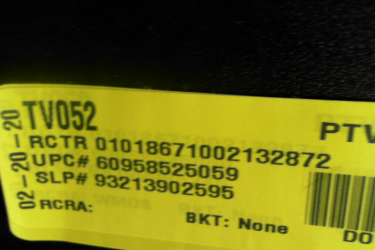 02-20-20
TV052
PTV
RCTR 01018671002132872
UPC# 60958525059
SLP# 93213902595
RCRA:
BKT: None
DO